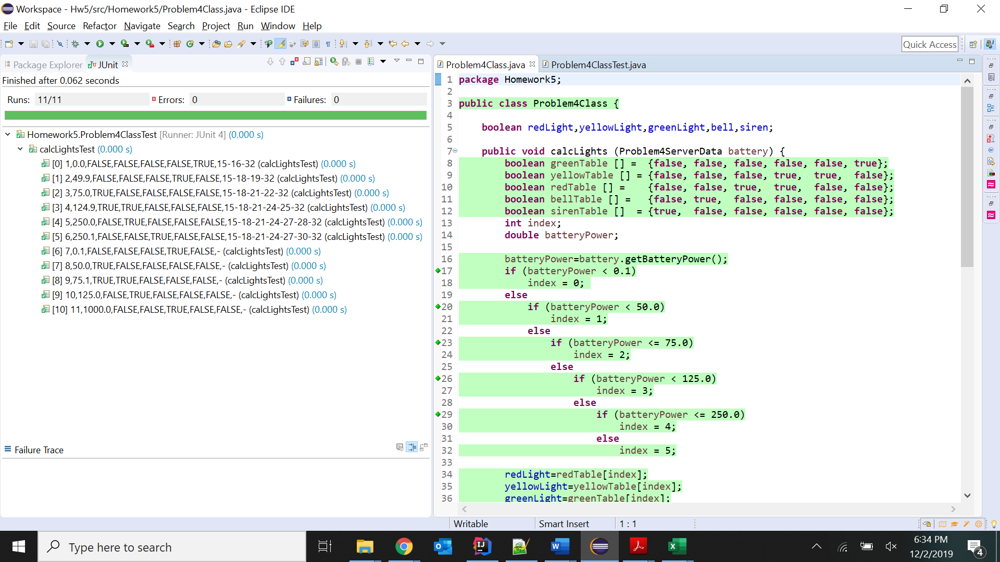 Workspace - Hw5/src/Homework5/Problem4Class.java - Eclipse IDE
File Edit Source Refactor Navigate Search Project Run Window Help
Quick Access
Package Explorer JUnit
Finished after 0.062 seconds
Runs: 11/11 Errors: 0 Failures: 0
Homework5.Problem4ClassTest [Runner: JUnit 4] (0.000 s)
calcLightsTest (0.000 s)
[0] 1,0.0,FALSE,FALSE,FALSE,FALSE,TRUE,15-16-32 (calcLightsTest) (0.000 s)
[1] 2,49.9,FALSE,FALSE,FALSE,TRUE,FALSE,15-18-19-32 (calcLightsTest) (0.000 s)
[2] 3,75.0,TRUE,FALSE,FALSE,FALSE,FALSE,15-18-21-22-32 (calcLightsTest) (0.000 s)
[3] 4,124.9,TRUE,TRUE,FALSE,FALSE,FALSE,15-18-21-24-25-32 (calcLightsTest) (0.000 s)
[4] 5,250.0,FALSE,TRUE,FALSE,FALSE,FALSE,15-18-21-24-27-28-32 (calcLightsTest) (0.000 s)
[5] 6,250.1,FALSE,FALSE,TRUE,FALSE,FALSE,15-18-21-24-27-30-32 (calcLightsTest) (0.000 s)
[6] 7,0.1,FALSE,FALSE,FALSE,TRUE,FALSE,- (calcLightsTest) (0.000 s)
[7] 8,50.0,TRUE,FALSE,FALSE,FALSE,FALSE,- (calcLightsTest) (0.000 s)
[8] 9,75.1,TRUE,TRUE,FALSE,FALSE,FALSE,- (calcLightsTest) (0.000 s)
[9] 10,125.0,FALSE,TRUE,FALSE,FALSE,FALSE,- (calcLightsTest) (0.000 s)
[10] 11,1000.0,FALSE,FALSE,TRUE,FALSE,FALSE,- (calcLightsTest) (0.000 s)
Failure Trace
Problem4Class.java Problem4ClassTest.java
1 package Homework5;
2
3 public class Problem4Class {
4
5 boolean redLight,yellowLight,greenLight,bell,siren;
6
7 public void calcLights (Problem4ServerData battery) {
8 boolean greenTable [] = {false, false, false, false, false, true};
9 boolean yellowTable [] = {false, false, false, true, true, false};
10 boolean redTable [] = {false, false, true, true, false, false};
11 boolean bellTable [] = {false, true, false, false, false, false};
12 boolean sirenTable [] = {true, false, false, false, false, false};
13 int index;
14 double batteryPower;
15
16 batteryPower=battery.getBatteryPower();
17 if (batteryPower < 0.1)
18 index = 0;
19 else
20 if (batteryPower < 50.0)
21 index = 1;
22 else
23 if (batteryPower <= 75.0)
24 index = 2;
25 else
26 if (batteryPower < 125.0)
27 index = 3;
28 else
29 if (batteryPower <= 250.0)
30 index = 4;
31 else
32 index = 5;
33
34 redLight=redTable[index];
35 yellowLight=yellowTable[index];
36 greenLight=greenTable[index];
Writable Smart Insert 1 : 1
Type here to search
6:34 PM
12/2/2019
4